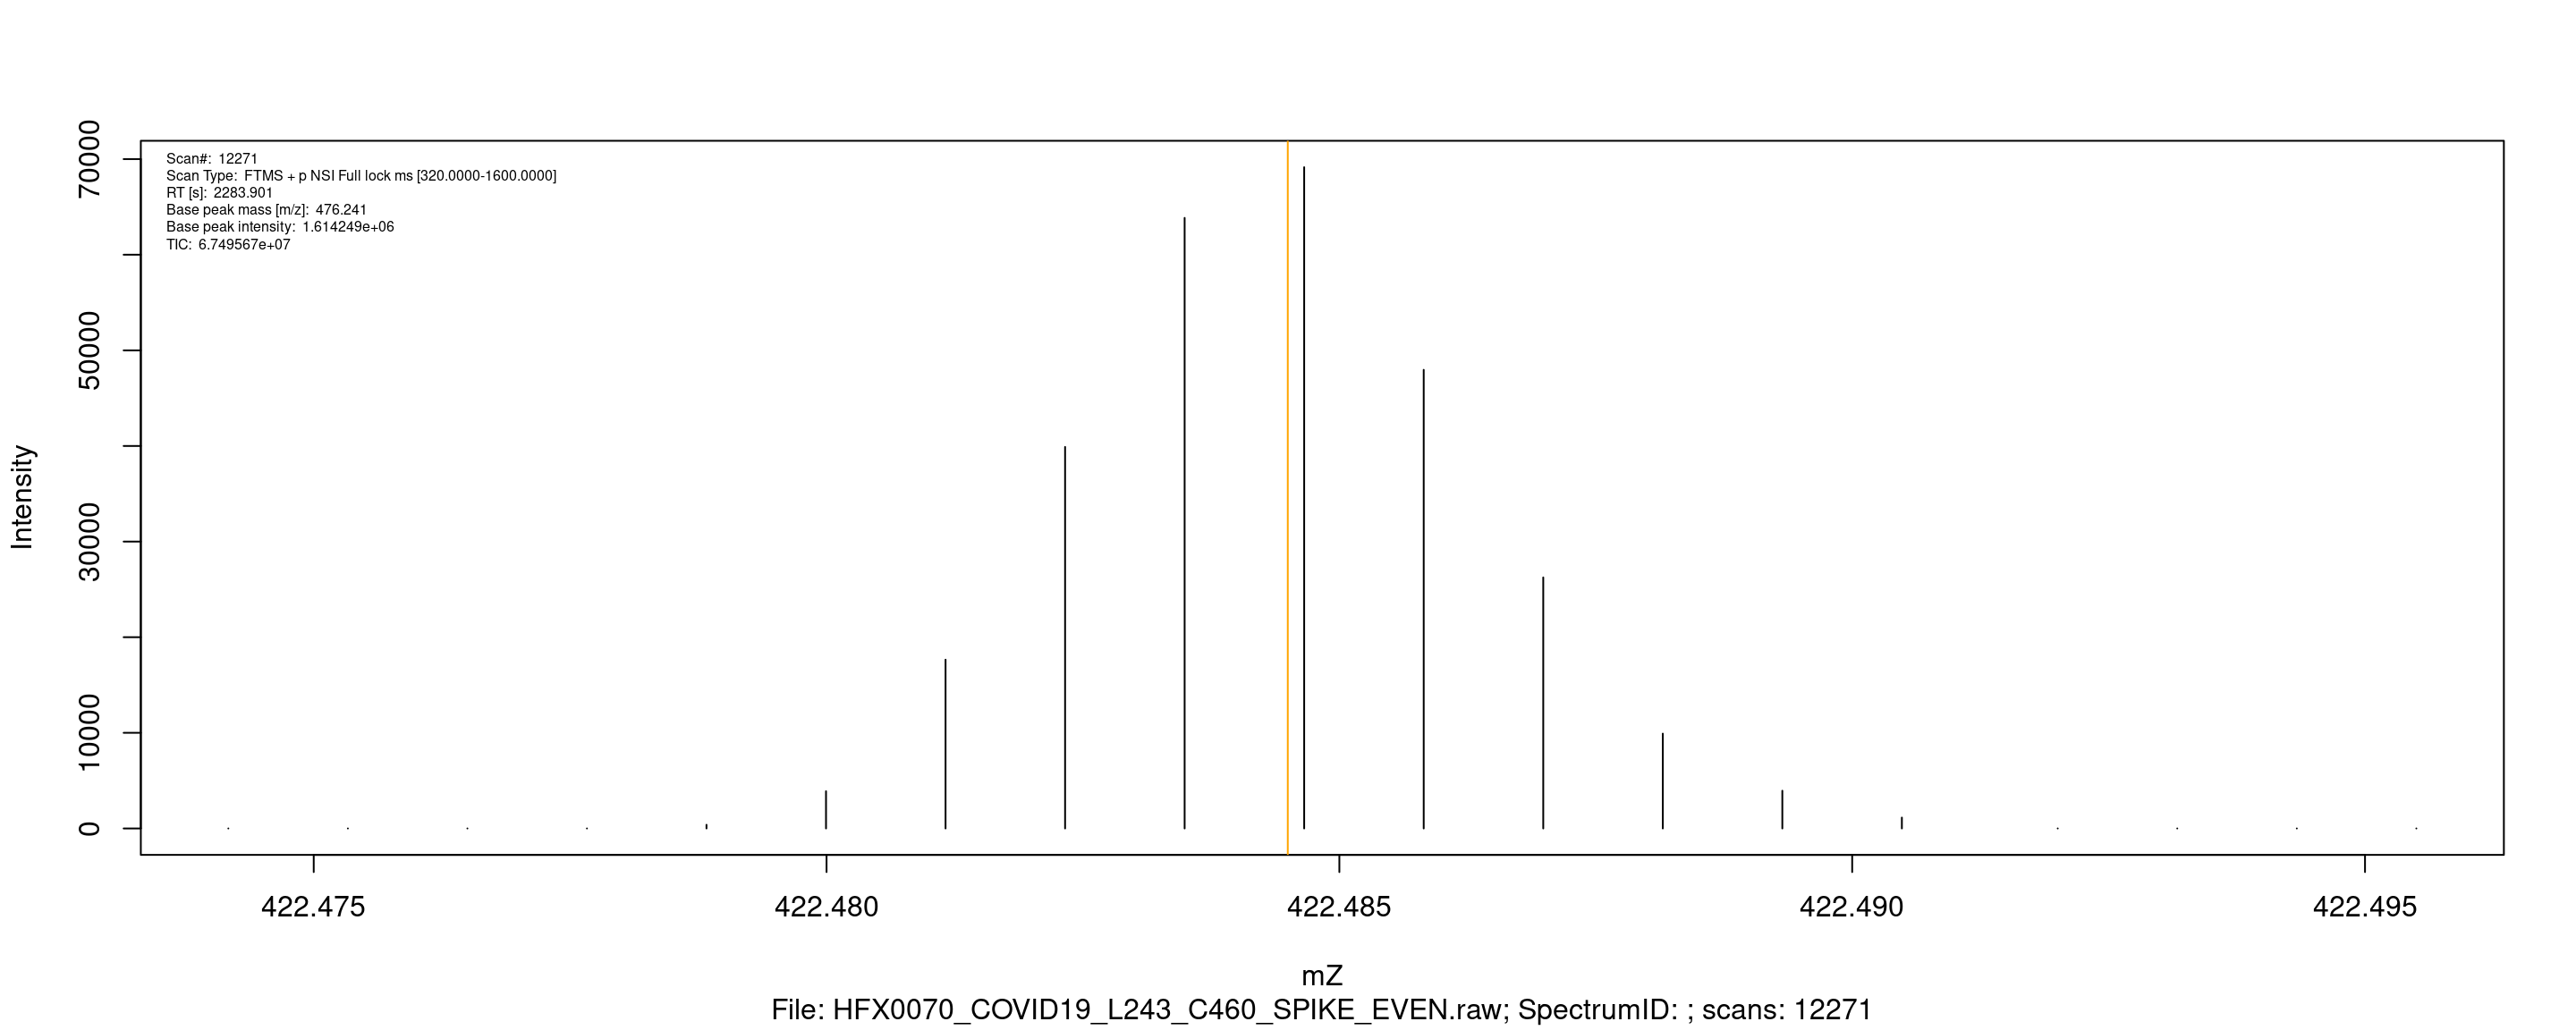 Scan#: 12271
Scan Type: FTMS + p NSI Full lock ms [320.0000-1600.0000]
RT [s]: 2283.901
Base peak mass [m/z]: 476.241
Base peak intensity: 1.614249e+06
TIC: 6.749567e+07
Intensity
70000
50000
30000
10000
0
422.475 422.480 422.485 422.490 422.495
mZ
File: HFX0070_COVID19_L243_C460_SPIKE_EVEN.raw; SpectrumID: ; scans: 12271